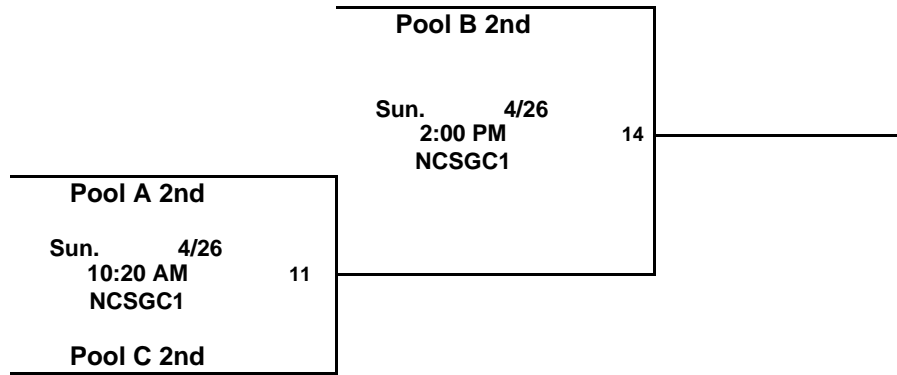 Pool B 2nd
Sun. 4/26
2:00 PM 14
NCSGC1
Pool A 2nd
Sun. 4/26
10:20 AM 11
NCSGC1
Pool C 2nd